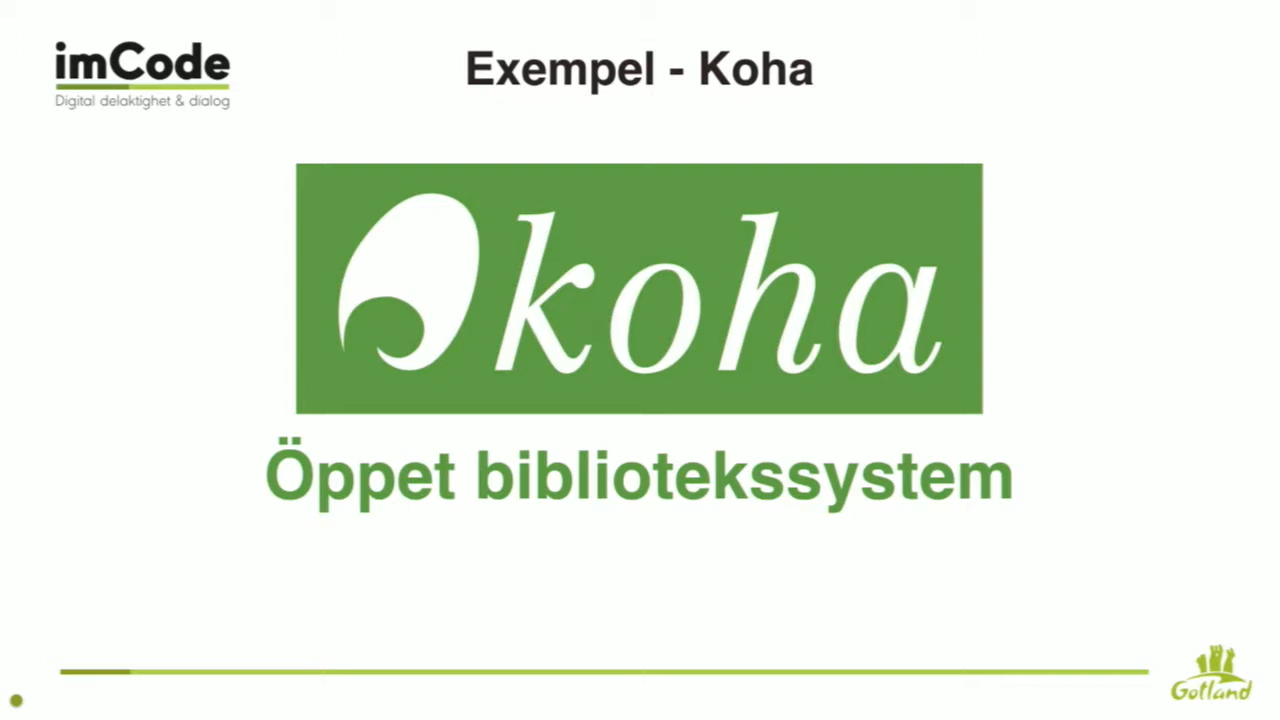 imCode
Digital delaktighet & dialog
Exempel - Koha
koha
Öppet bibliotekssystem
Gotland